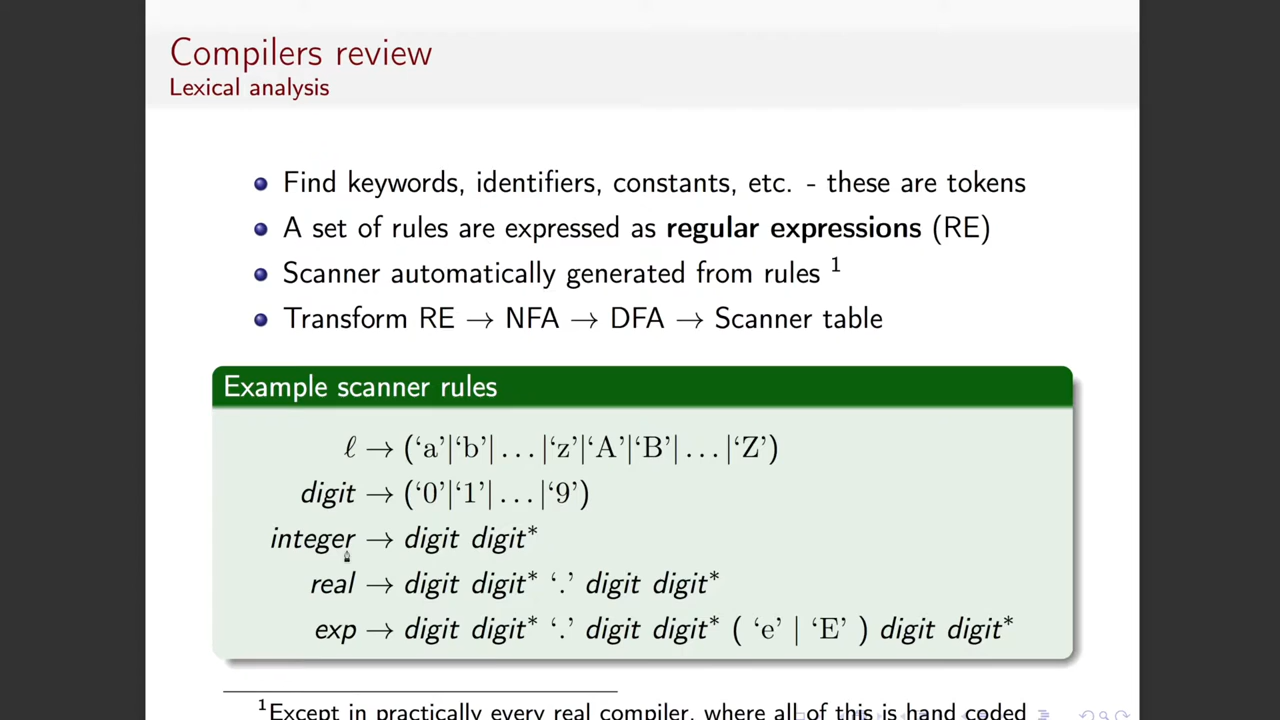 Compilers review
Lexical analysis
Find keywords, identifiers, constants, etc. - these are tokens
A set of rules are expressed as regular expressions (RE)
Scanner automatically generated from rules ¹
Transform RE → NFA → DFA → Scanner table
Example scanner rules
ℓ → (‘a’|‘b’|...|‘z’|‘A’|‘B’|...|‘Z’)
digit → (‘0’|‘1’|...|‘9’)
integer → digit digit*
real → digit digit* ‘.’ digit digit*
exp → digit digit* ‘.’ digit digit* ( ‘e’ | ‘E’ ) digit digit*
¹Except in practically every real compiler, where all of this is hand coded